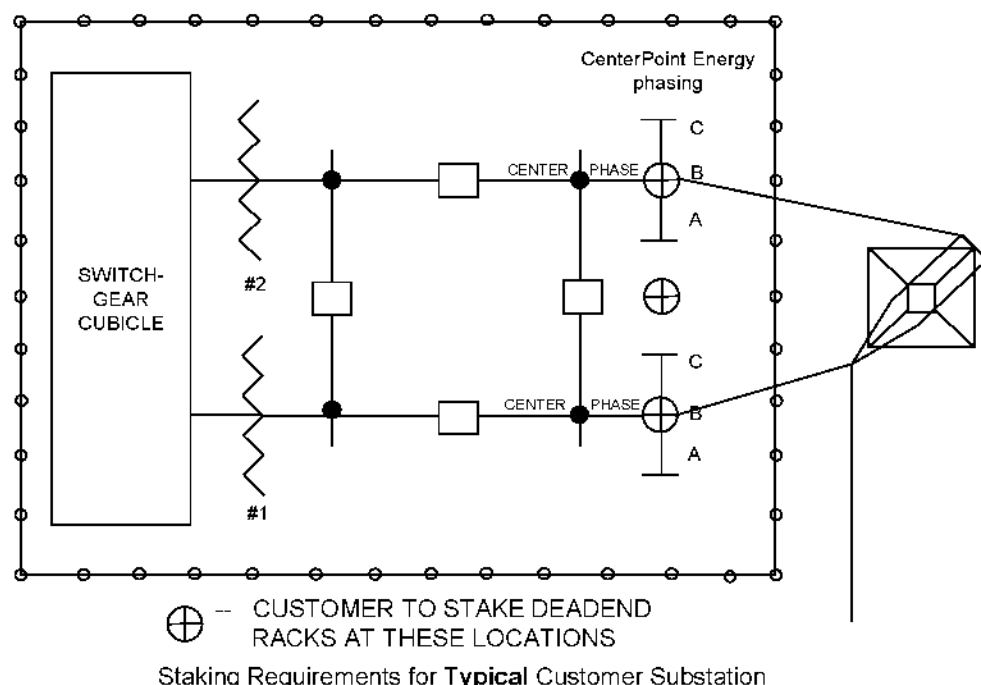 CenterPoint Energy
phasing
C
CENTER PHASE B
A
SWITCH-
GEAR
CUBICLE
#2
C
CENTER PHASE B
A
#1
-- CUSTOMER TO STAKE DEADEND
RACKS AT THESE LOCATIONS
Staking Requirements for Typical Customer Substation